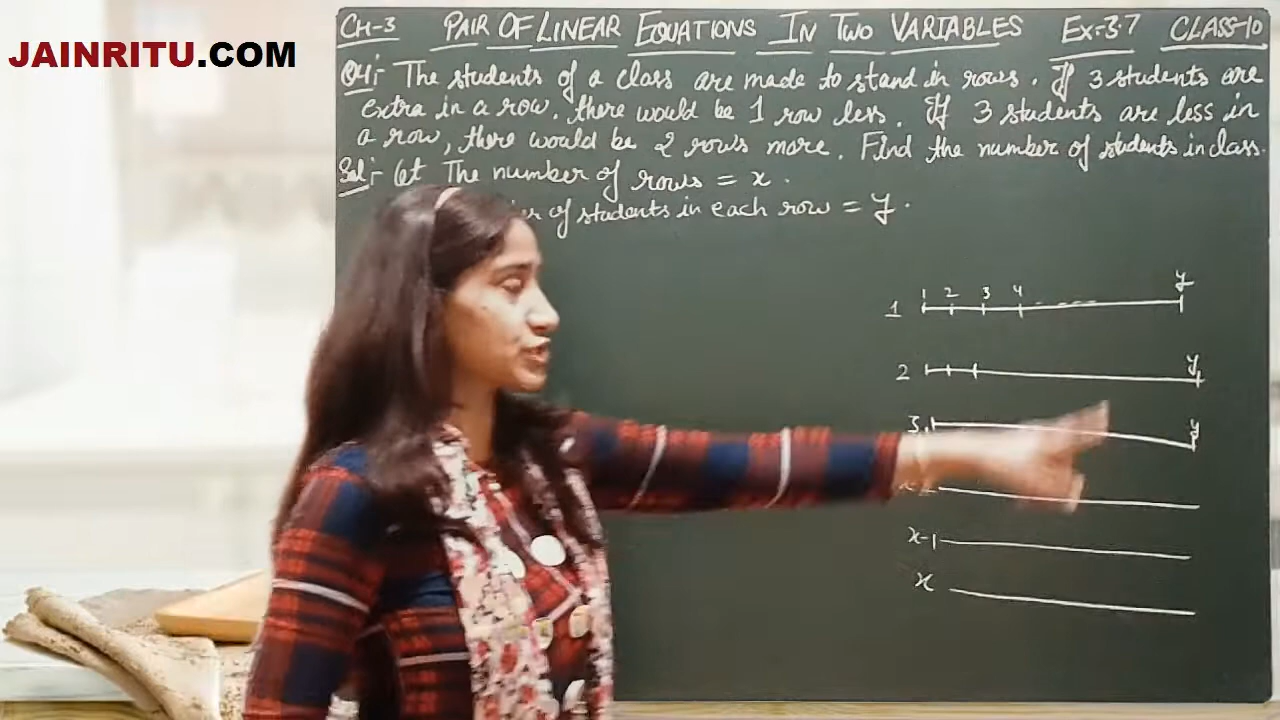 JAINRITU.COM
CH-3 PAIR OF LINEAR EQUATIONS IN TWO VARIABLES EX-3.7 CLASS-10
Q4:- The students of a class are made to stand in rows. If 3 students are
extra in a row, there would be 1 row less. If 3 students are less in
a row, there would be 2 rows more. Find the number of students in class.
Sol:- Let The number of rows = x.
of students in each row = y.
1 1 2 3 4 y
2 y
3 y
x-1
x